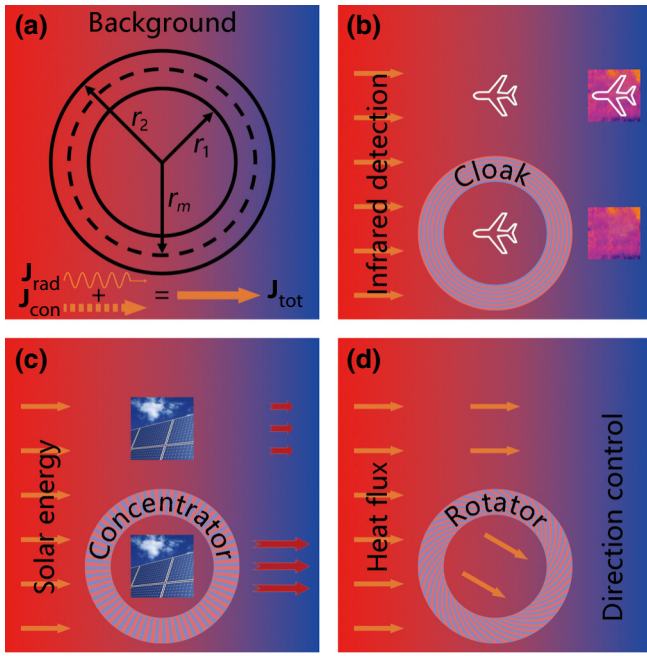 (a)
Background
r2
r1
rm
Jrad
Jcon
+
=
Jtot
(b)
Infrared detection
Cloak
(c)
Solar energy
Concentrator
(d)
Heat flux
Rotator
Direction control